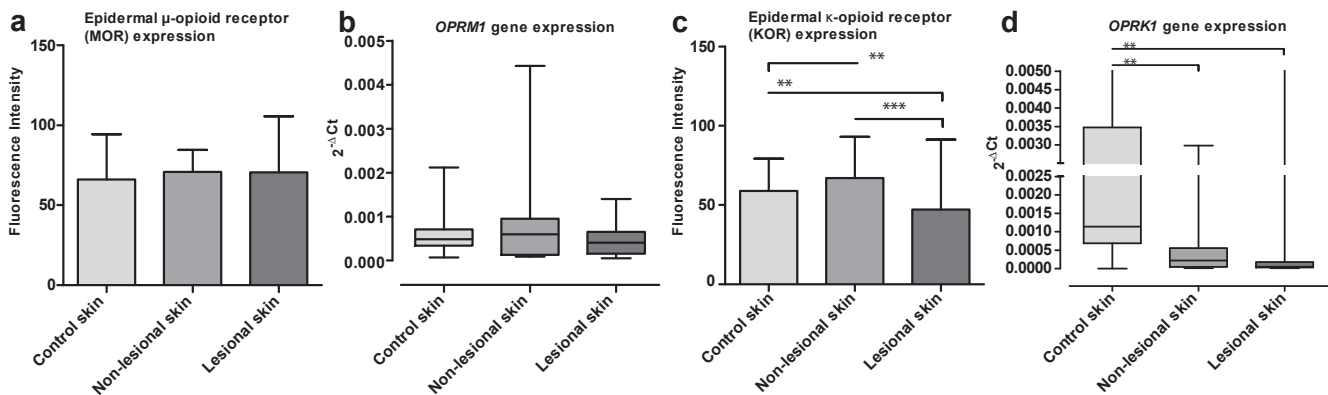 a
Epidermal μ-opioid receptor
(MOR) expression
Fluorescence Intensity
150
100
50
0
Control skin
Non-lesional skin
Lesional skin
b
OPRM1 gene expression
2-ΔCt
0.005
0.004
0.003
0.002
0.001
0.000
Control skin
Non-lesional skin
Lesional skin
c
Epidermal κ-opioid receptor
(KOR) expression
Fluorescence Intensity
150
100
50
0
**
**
***
Control skin
Non-lesional skin
Lesional skin
d
OPRK1 gene expression
**
**
2-ΔCt
0.0050
0.0045
0.0040
0.0035
0.0030
0.0025
0.0020
0.0015
0.0010
0.0005
0.0000
Control skin
Non-lesional skin
Lesional skin